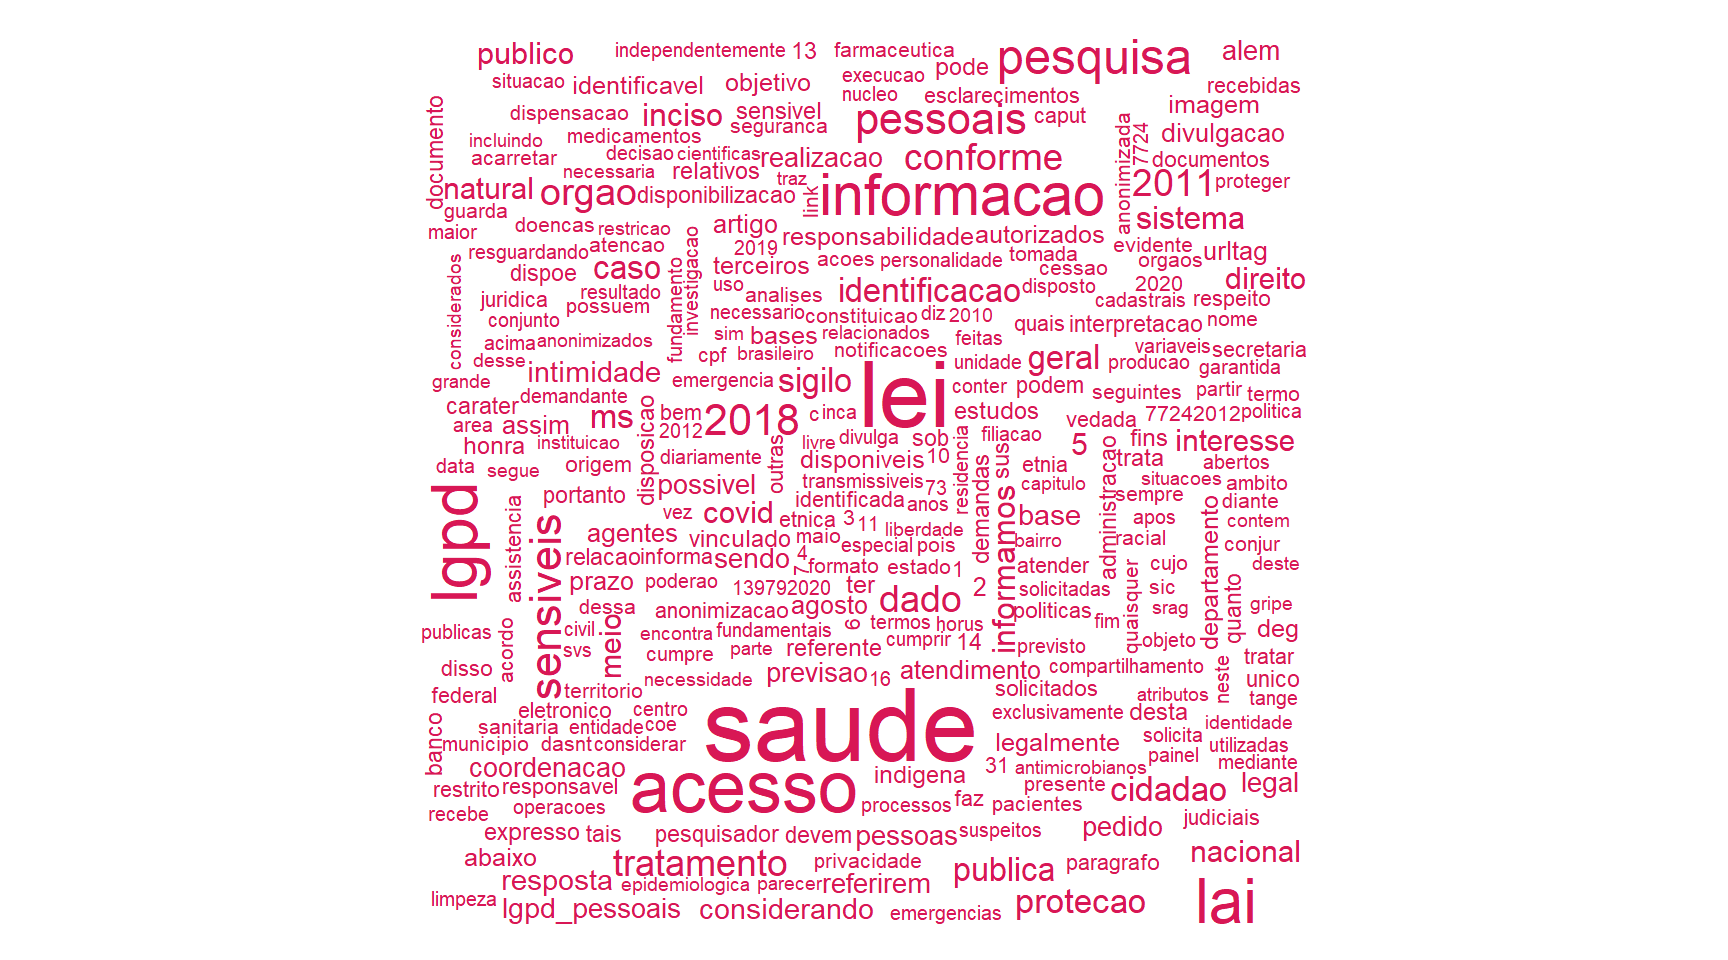 publico independentemente 13 farmaceutica pesquisa alem
situacao identificavel objetivo execucao pode recebidas
nucleo esclarecimentos imagem
documento dispensacao inciso sensivel pessoais caput anonimizada 7724 divulgacao
incluindo medicamentos seguranca
acarretar decisao cientificas realizacao conforme documentos
necessaria relativos traz informacao 2011 proteger
natural orgao disponibilizacao link
guarda artigo sistema
maior doencas restricao responsabilidade autorizados
resguardando atencao 2019 evidente urltag
considerados dispoe caso fundamento investigacao terceiros acoes personalidade tomada cessao orgaos direito
juridica resultado uso analises identificacao disposto 2020
possuem cadastrais respeito
conjunto necessario constituicao diz 2010 quais interpretacao nome
acima anonimizados sim bases relacionados feitas
desse cpf brasileiro notificacoes unidade geral variaveis secretaria
producao garantida
grande intimidade emergencia sigilo lei conter podem seguintes partir termo
demandante
carater ms disposicao bem 2018 c inca estudos 77242012 politica
area assim 2012 vedada
honra instituicao outras livre divulga sob filiacao 5 fins interesse
data segue origem diariamente disponiveis 10 residencia demandas sus etnia administracao trata abertos
lgpd portanto possivel transmissiveis 73 informamos capitulo situacoes ambito
assistencia sensiveis vez covid identificada anos base sempre departamento diante
agentes etnica 3 11 liberdade apos contem
vinculado maio especial pois bairro racial conjur
relacao informa sendo 4 7 formato estado 1 atender quaisquer cujo deste
prazo poderao 139792020 ter 2 solicitadas sic quanto
dessa anonimizacao agosto dado politicas srag gripe
publicas acordo civil meio encontra fundamentais 6 termos horus fim deg
svs cumpre parte referente cumprir 14 previsto objeto
disso necessidade previsao 16 atendimento compartilhamento neste tratar
federal territorio solicitados atributos unico
tange
banco eletronico centro saude exclusivamente desta identidade
sanitaria entidade coe solicita
municipio dasnt considerar legalmente painel utilizadas
coordenacao acesso indigena 31 antimicrobianos mediante
restrito responsavel presente cidadao legal
recebe operacoes processos faz pacientes
expresso tais pesquisador devem pessoas suspeitos pedido judiciais
abaixo tratamento privacidade publica paragrafo nacional
limpeza resposta epidemiologica parecer referirem lai
lgpd_pessoais considerando emergencias protecao